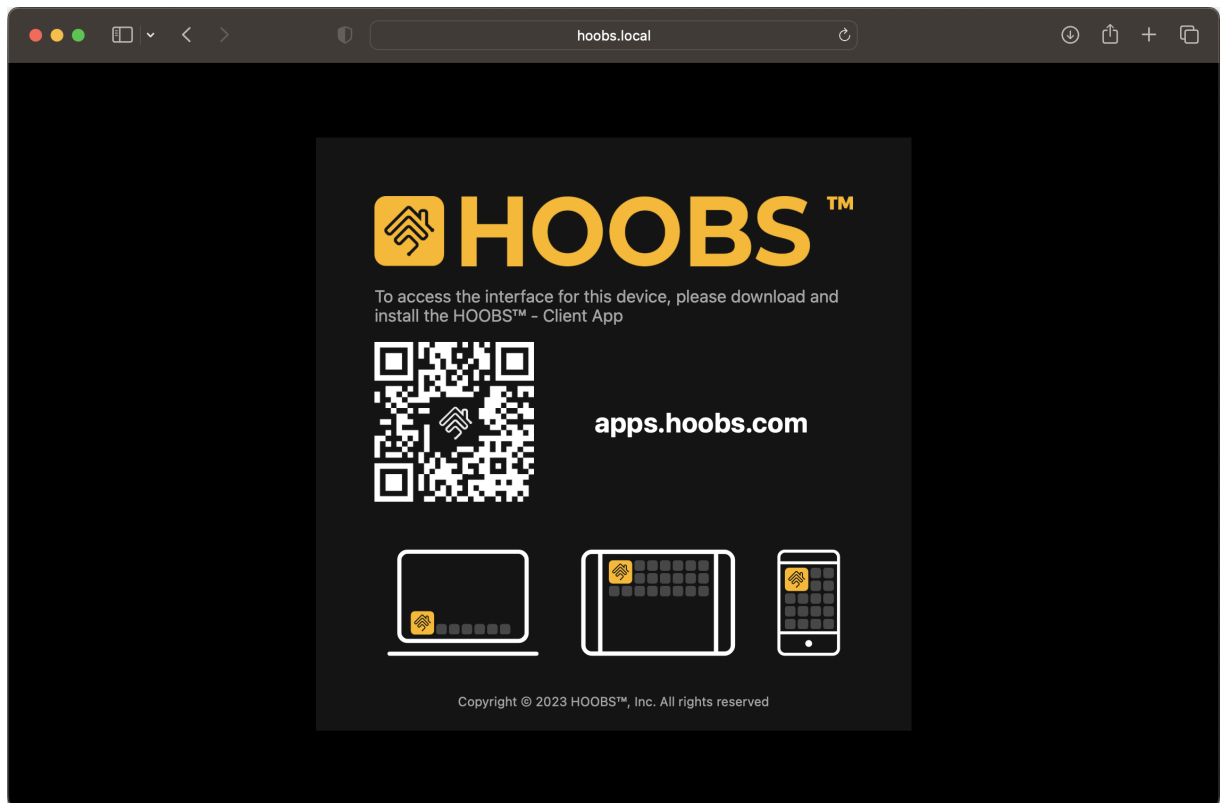 hoobs.local
HOOBS™
To access the interface for this device, please download and
install the HOOBS™ - Client App
apps.hoobs.com
Copyright © 2023 HOOBS™, Inc. All rights reserved